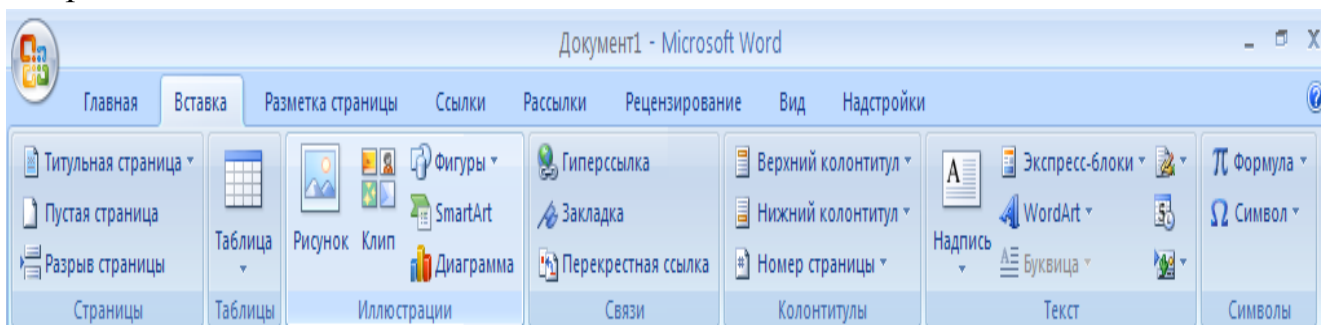 Документ1 - Microsoft Word
Главная Вставка Разметка страницы Ссылки Рассылки Рецензирование Вид Надстройки
Титульная страница
Пустая страница
Разрыв страницы
Страницы
Таблица
Таблицы
Рисунок
Клип
Фигуры
SmartArt
Диаграмма
Иллюстрации
Гиперссылка
Закладка
Перекрестная ссылка
Связи
Верхний колонтитул
Нижний колонтитул
Номер страницы
Колонтитулы
Надпись
Экспресс-блоки
WordArt
Буквица
Текст
π Формула
Ω Символ
Символы